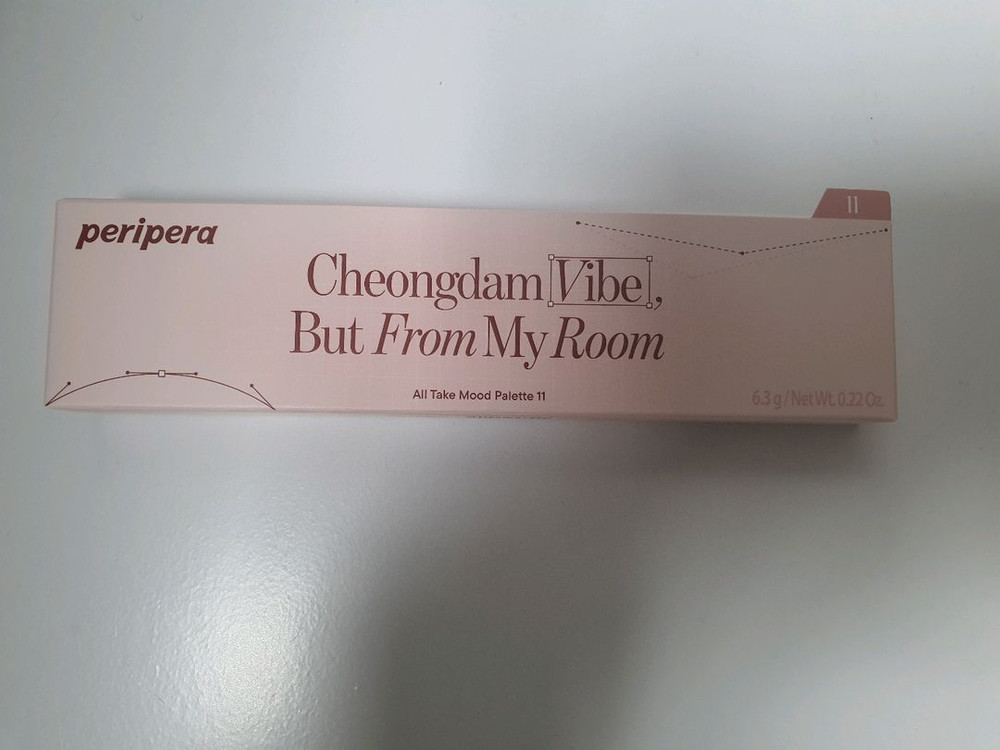 peripera
11
Cheongdam Vibe,
But From My Room
All Take Mood Palette 11
6.3 g / Net Wt. 0.22 Oz.